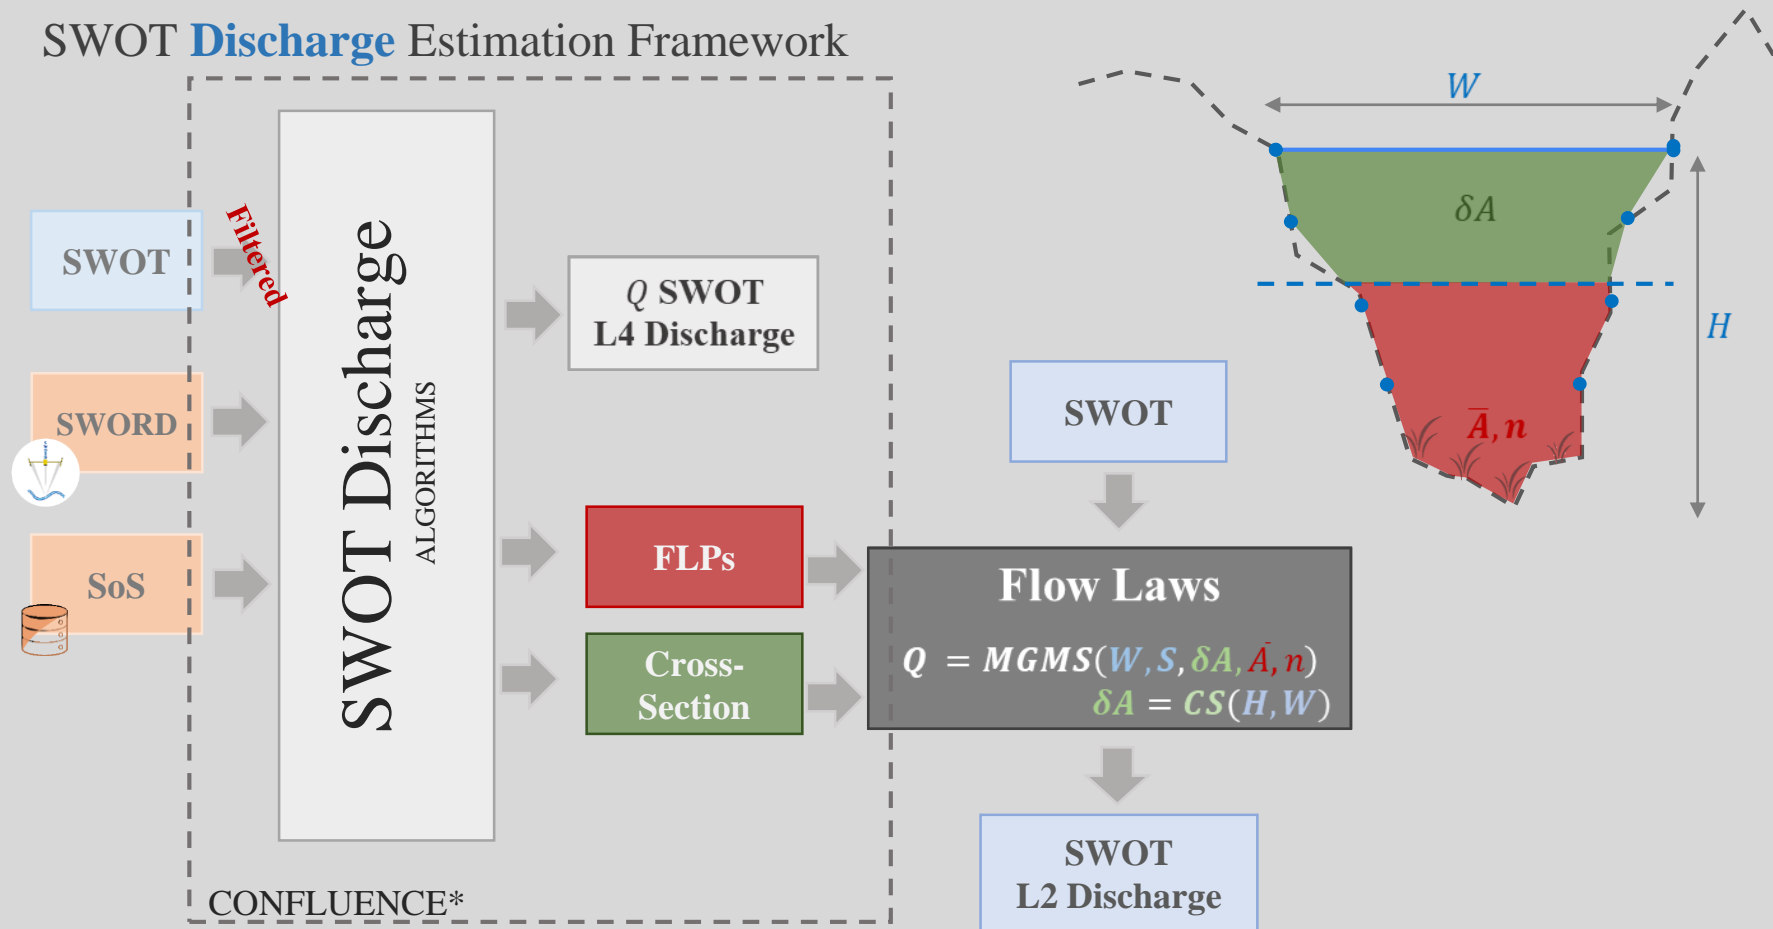 SWOT Discharge Estimation Framework
SWOT
Filtered
SWORD
SoS
SWOT Discharge
ALGORITHMS
Q SWOT
L4 Discharge
FLPs
Cross-
Section
CONFLUENCE*
SWOT
Flow Laws
Q = MGMS(W, S, δA, Ā, n)
δA = CS(H, W)
SWOT
L2 Discharge
W
δA
H
Ā, n